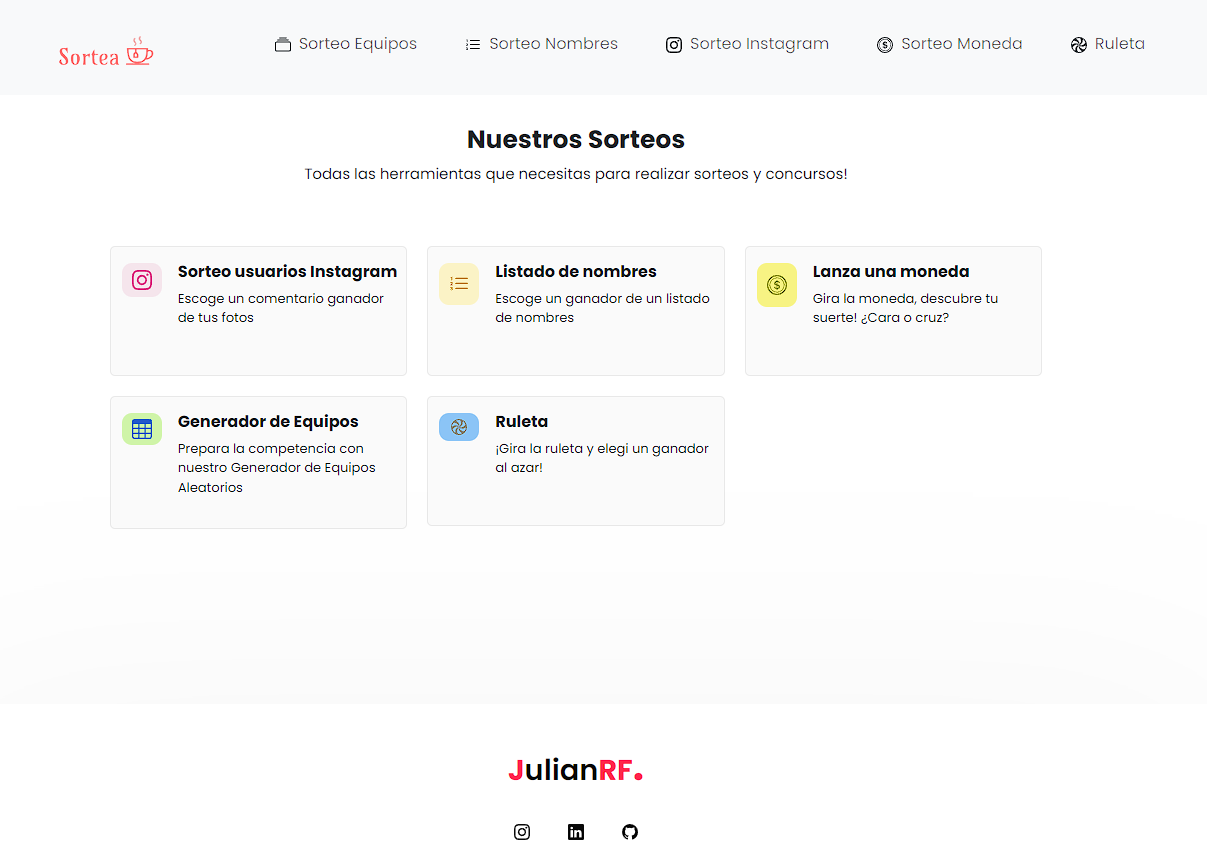 Sortea
Sorteo Equipos
Sorteo Nombres
Sorteo Instagram
Sorteo Moneda
Ruleta
Nuestros Sorteos
Todas las herramientas que necesitas para realizar sorteos y concursos!
Sorteo usuarios Instagram
Escoge un comentario ganador
de tus fotos
Listado de nombres
Escoge un ganador de un listado
de nombres
Lanza una moneda
Gira la moneda, descubre tu
suerte! ¿Cara o cruz?
Generador de Equipos
Prepara la competencia con
nuestro Generador de Equipos
Aleatorios
Ruleta
¡Gira la ruleta y elegi un ganador
al azar!
JulianRF.